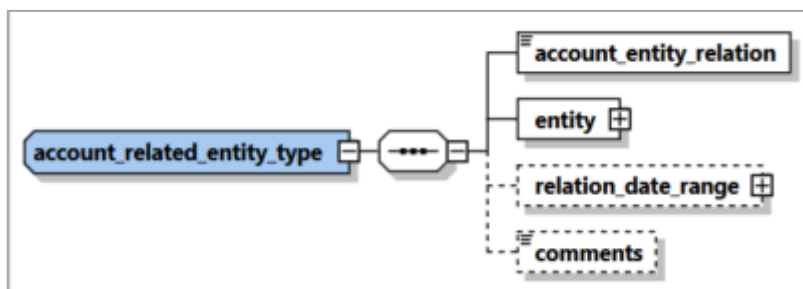 account_entity_relation
entity
account_related_entity_type
relation_date_range
comments